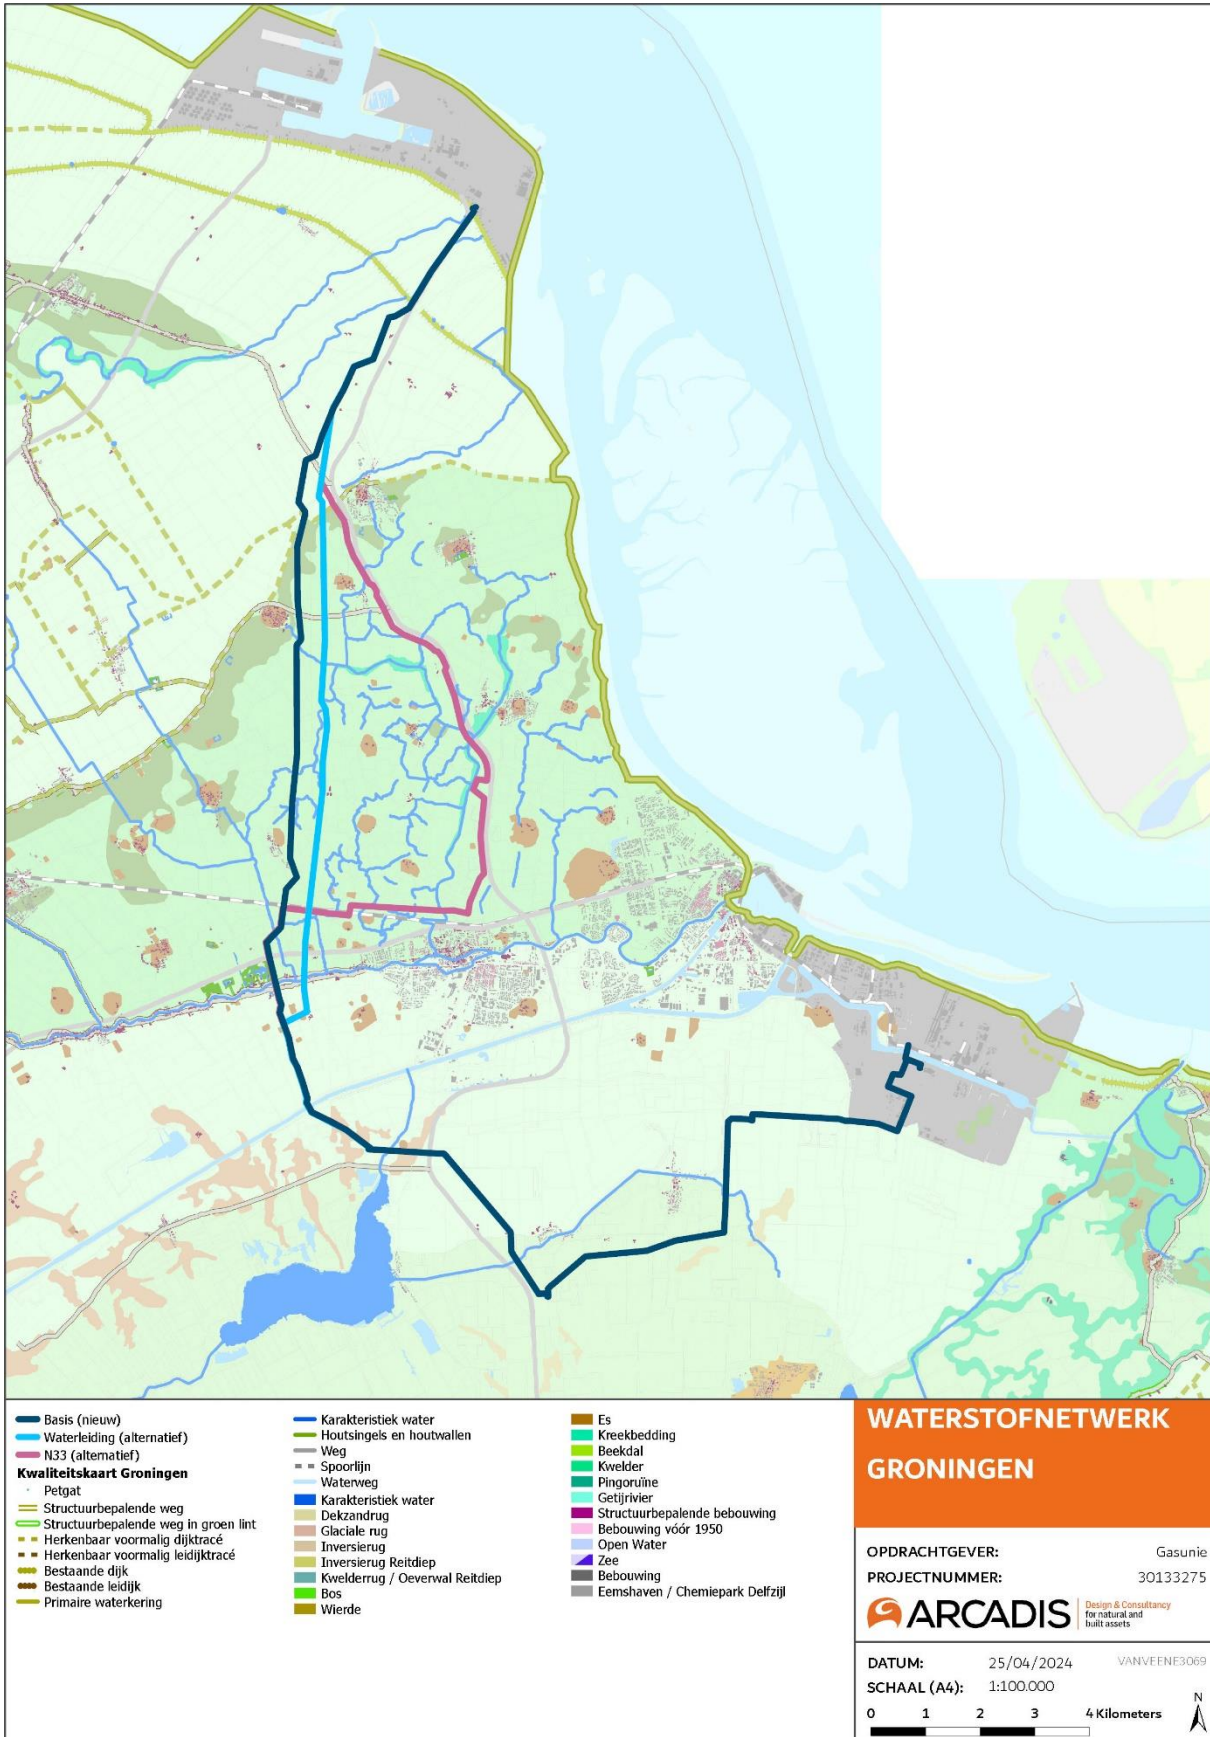 Basis (nieuw)
Waterleiding (alternatief)
N33 (alternatief)
Kwaliteitskaart Groningen
Petgat
Structuurbepalende weg
Structuurbepalende weg in groen lint
Herkenbaar voormalig dijktracé
Herkenbaar voormalig leidijktracé
Bestaande dijk
Bestaande leidijk
Primaire waterkering
Karakteristiek water
Houtsingels en houtwallen
Weg
Spoorlijn
Waterweg
Karakteristiek water
Dekzandrug
Glaciale rug
Inversierug
Inversierug Reitdiep
Kwelderrug / Oeverwal Reitdiep
Bos
Wierde
Es
Kreekbedding
Beekdal
Kwelder
Pingoruïne
Getijrivier
Structuurbepalende bebouwing
Bebouwing vóór 1950
Open Water
Zee
Bebouwing
Eemshaven / Chemiepark Delfzijl
WATERSTOFNETWERK
GRONINGEN
OPDRACHTGEVER: Gasunie
PROJECTNUMMER: 30133275
ARCADIS Design & Consultancy
for natural and
built assets
DATUM: 25/04/2024 VANVEENE3069
SCHAAL (A4): 1:100.000
0 1 2 3 4 Kilometers
N